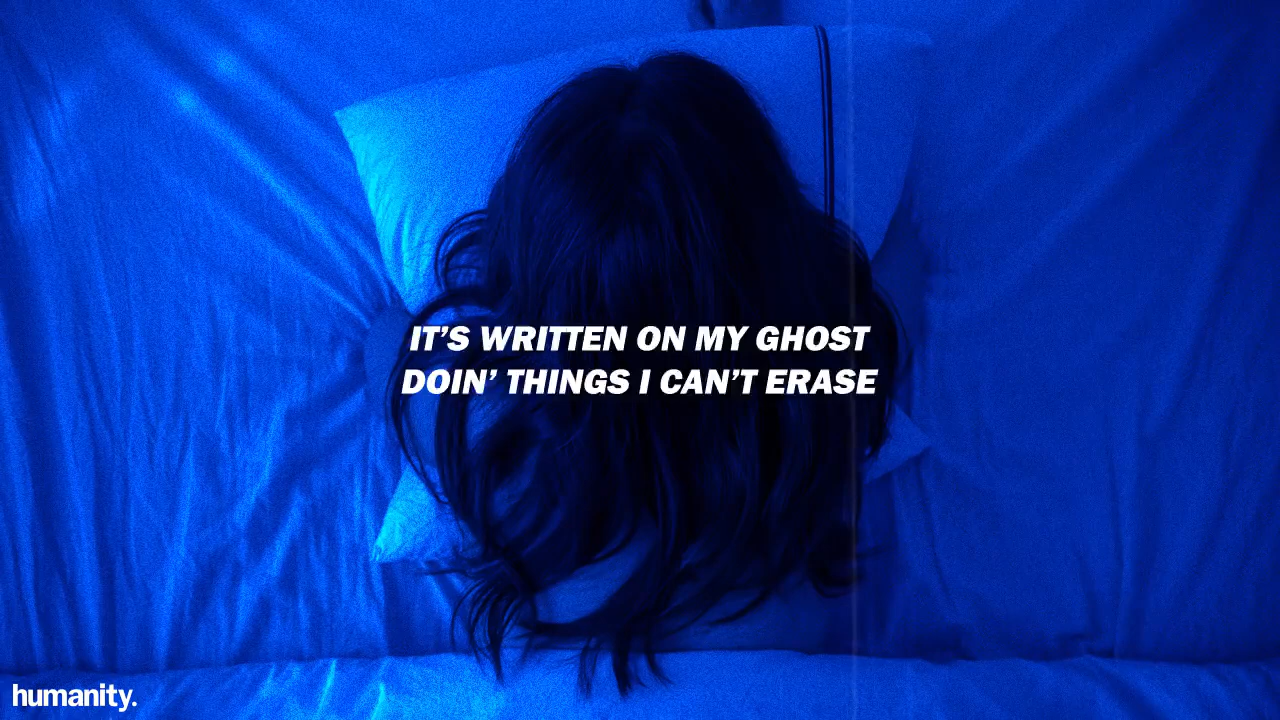 IT’S WRITTEN ON MY GHOST
DOIN’ THINGS I CAN’T ERASE
humanity.